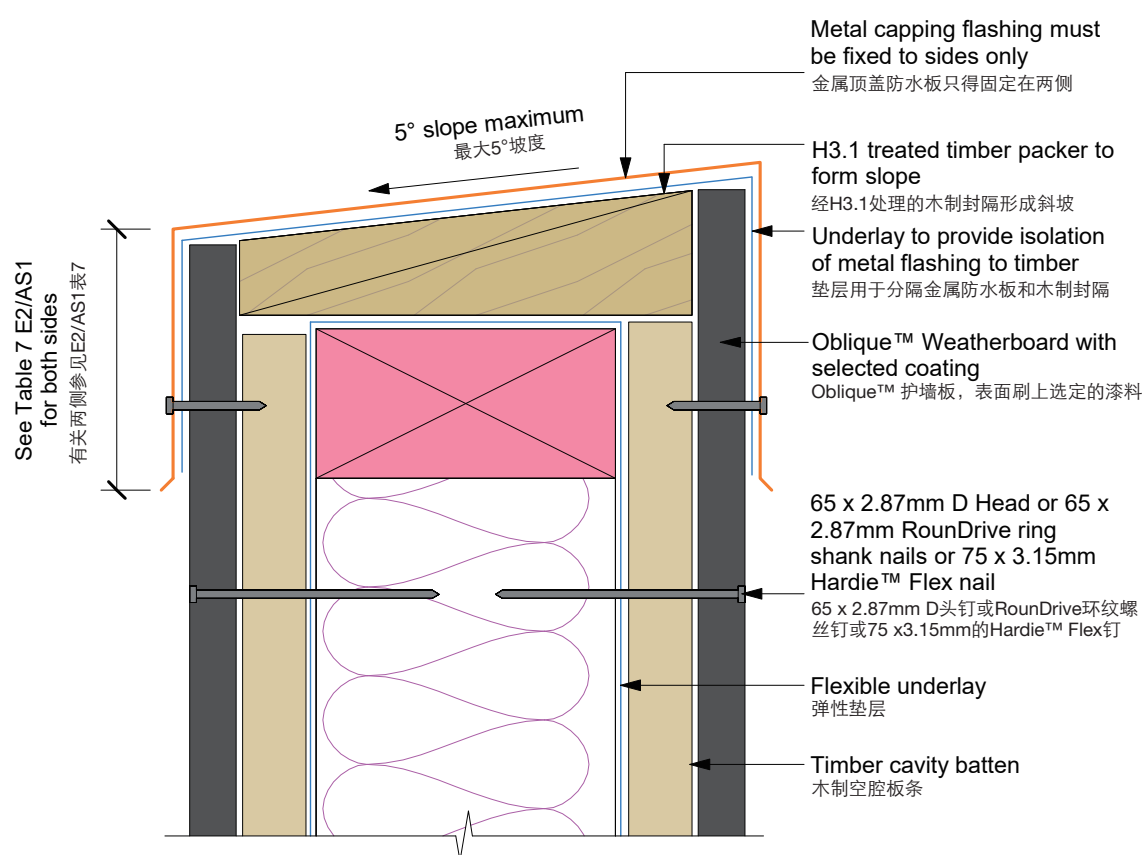 Metal capping flashing must
be fixed to sides only
金属顶盖防水板只得固定在两侧
5° slope maximum
最大5°坡度
H3.1 treated timber packer to
form slope
经H3.1处理的木制封隔形成斜坡
Underlay to provide isolation
of metal flashing to timber
垫层用于分隔金属防水板和木制封隔
See Table 7 E2/AS1
for both sides
有关两侧参见E2/AS1表7
Oblique™ Weatherboard with
selected coating
Oblique™ 护墙板，表面刷上选定的漆料
65 x 2.87mm D Head or 65 x
2.87mm RounDrive ring
shank nails or 75 x 3.15mm
Hardie™ Flex nail
65 x 2.87mm D头钉或RounDrive环纹螺
丝钉或75 x3.15mm的Hardie™ Flex钉
Flexible underlay
弹性垫层
Timber cavity batten
木制空腔板条